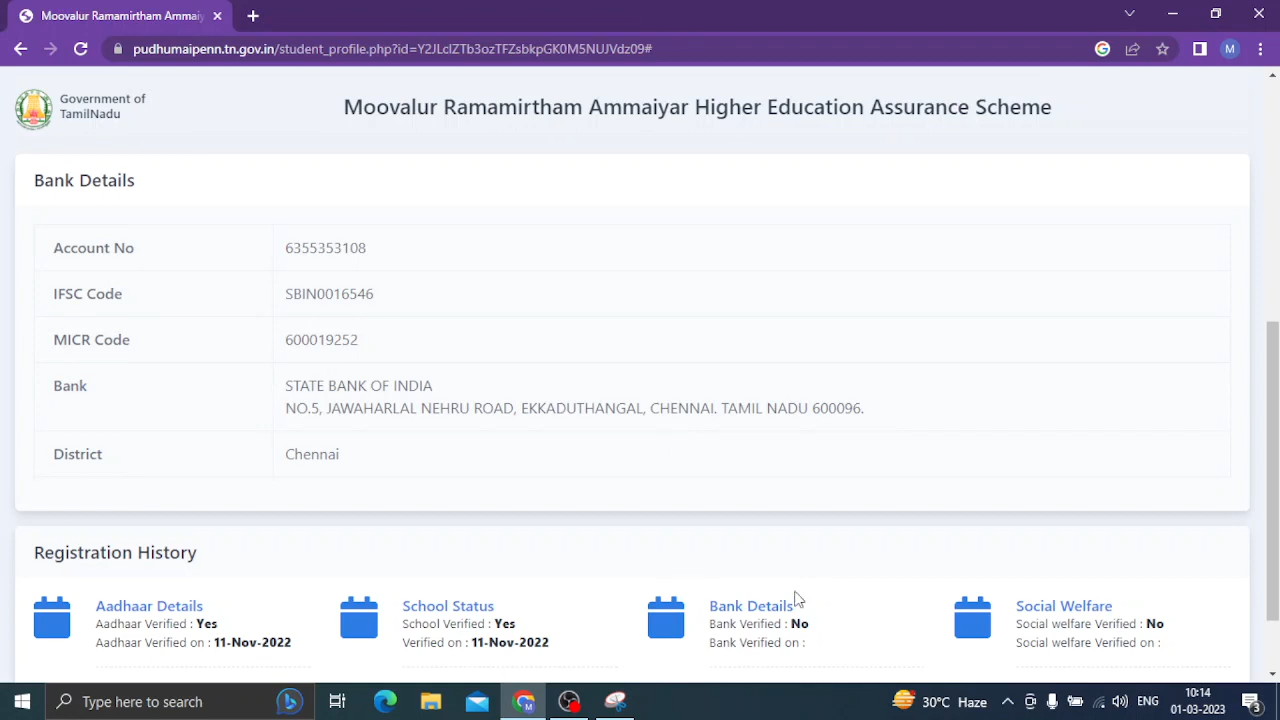 Moovalur Ramamirtham Ammaiy
pudhumaipenn.tn.gov.in/student_profile.php?id=Y2JLclZTb3ozTFZsbkpGK0M5NUJVdz09#
M
Government of
TamilNadu
Moovalur Ramamirtham Ammaiyar Higher Education Assurance Scheme
Bank Details
Account No 6355353108
IFSC Code SBIN0016546
MICR Code 600019252
Bank STATE BANK OF INDIA
NO.5, JAWAHARLAL NEHRU ROAD, EKKADUTHANGAL, CHENNAI. TAMIL NADU 600096.
District Chennai
Registration History
Aadhaar Details School Status Bank Details Social Welfare
Aadhaar Verified : Yes School Verified : Yes Bank Verified : No Social welfare Verified : No
Aadhaar Verified on : 11-Nov-2022 Verified on : 11-Nov-2022 Bank Verified on : Social welfare Verified on :
Type here to search 30°C Haze ENG 10:14
01-03-2023 3